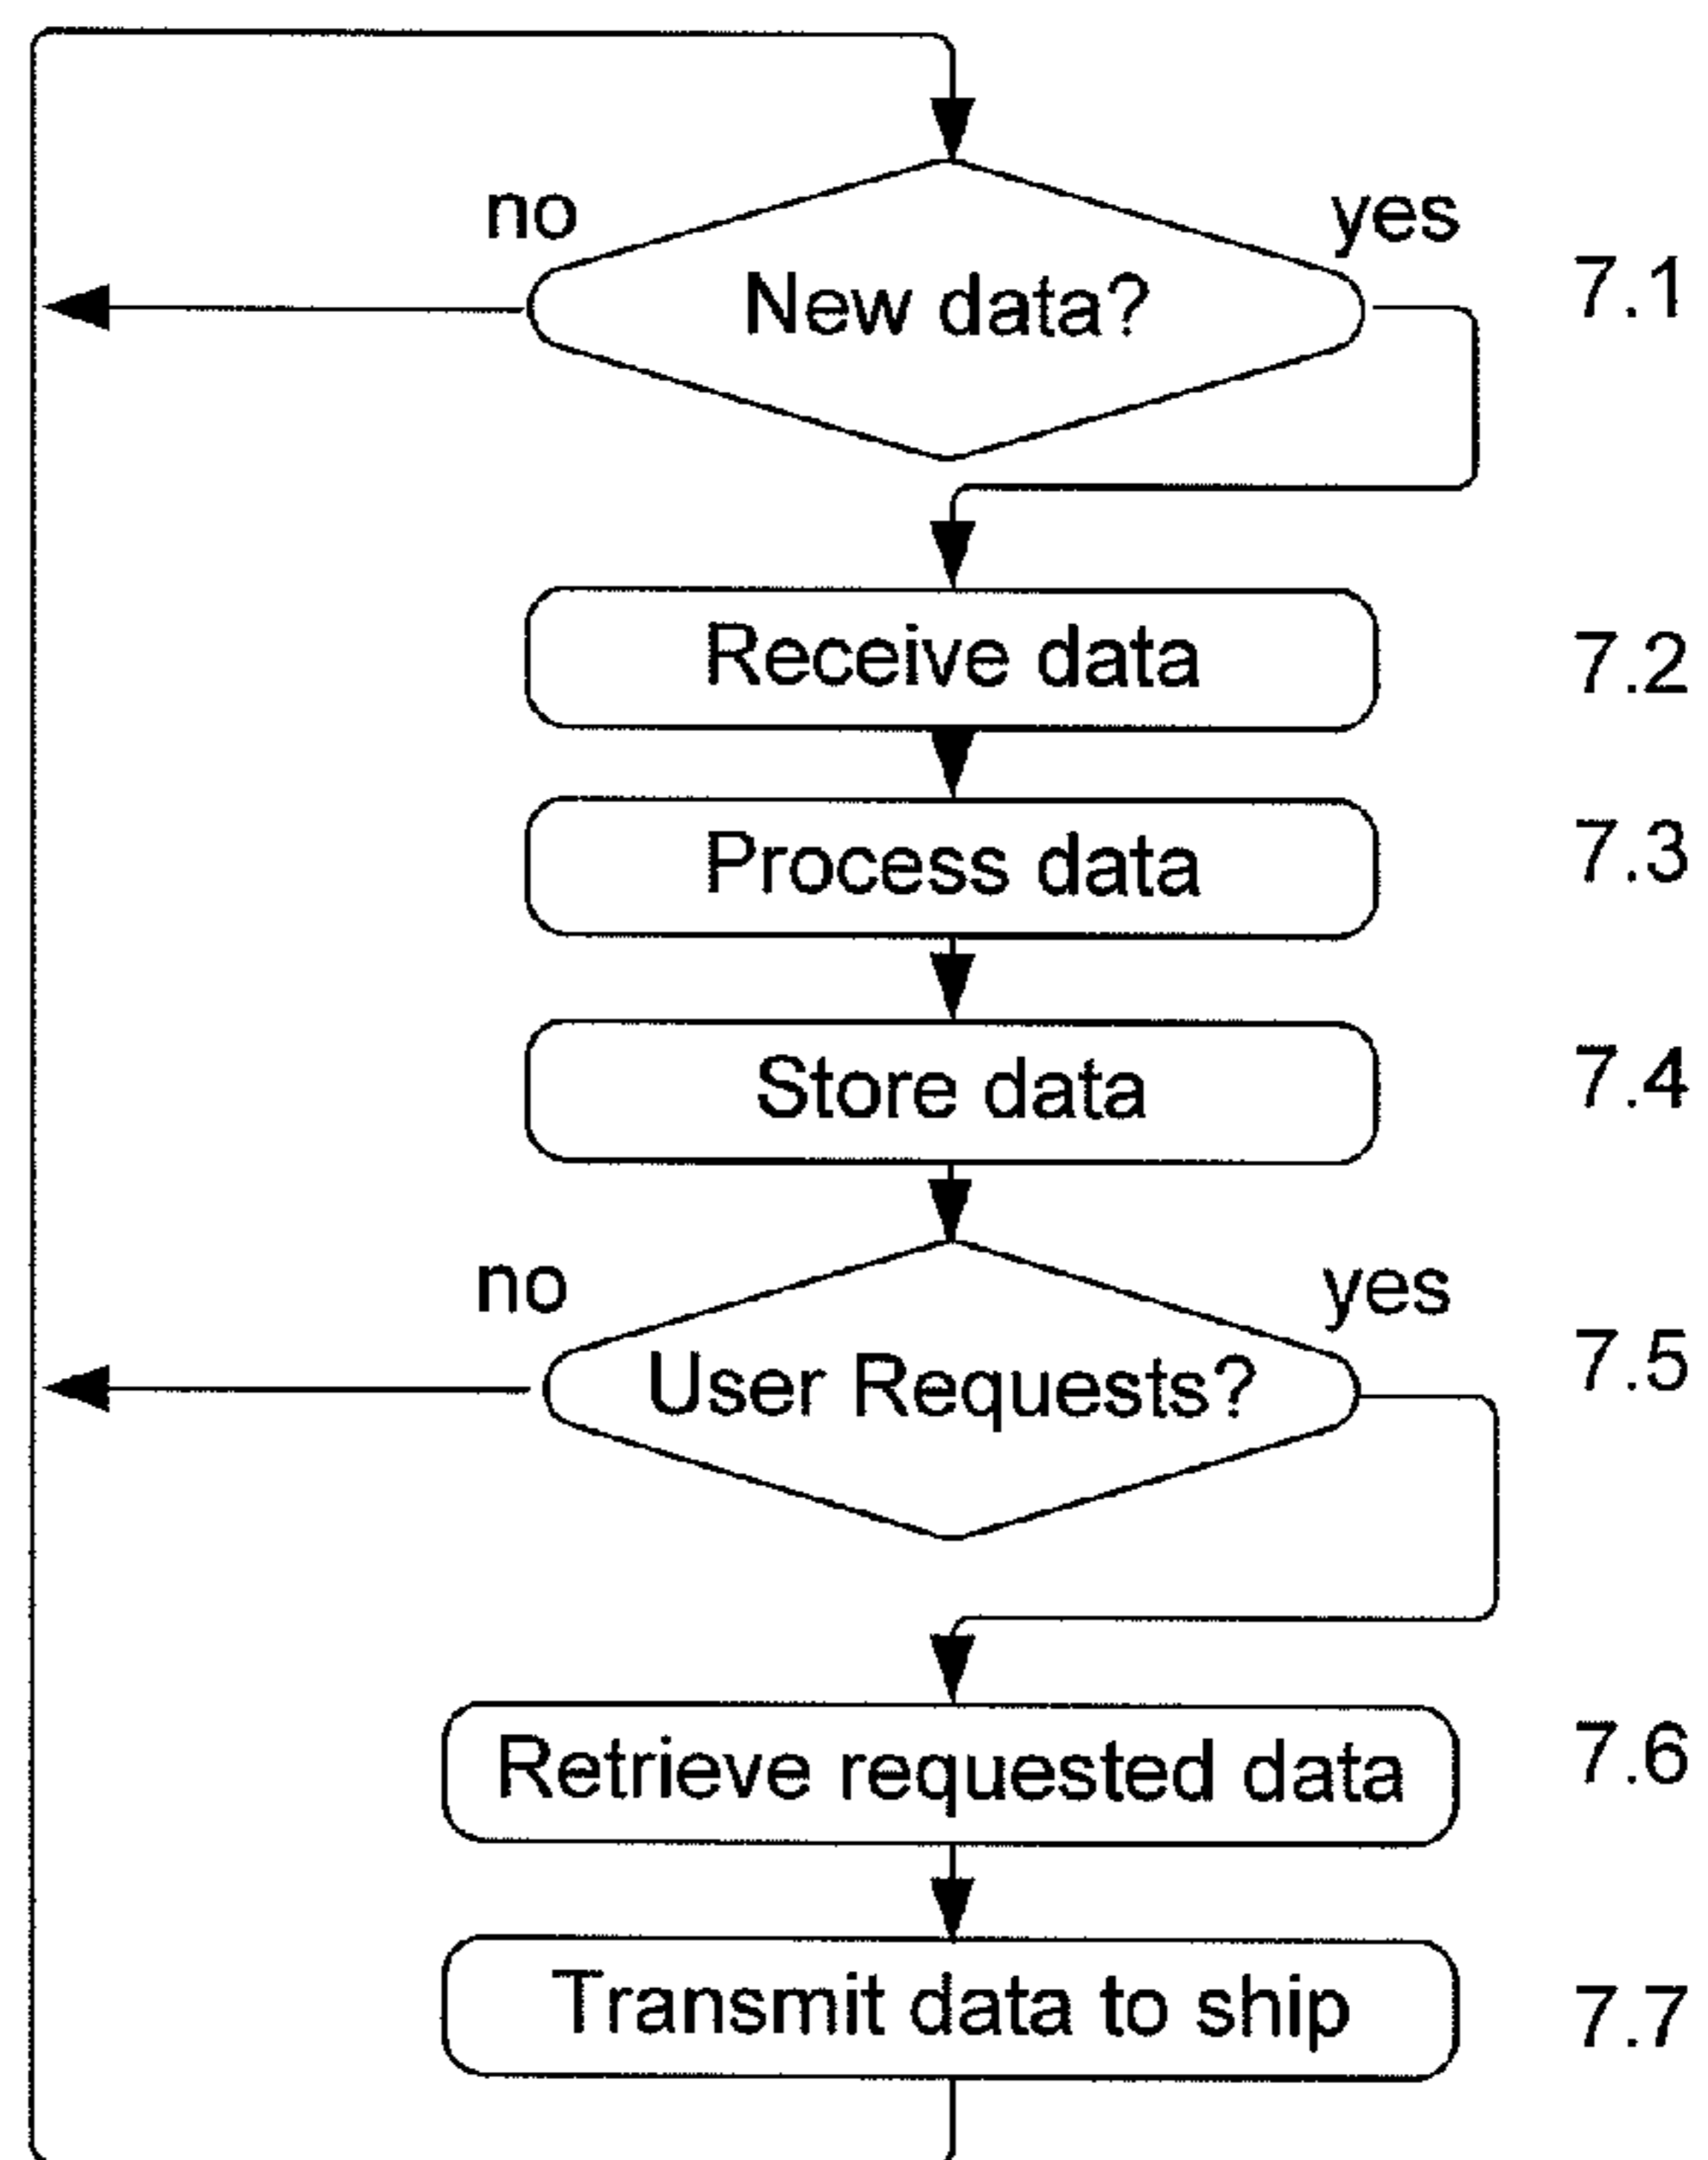 no yes
New data? 7.1
Receive data 7.2
Process data 7.3
Store data 7.4
no yes
User Requests? 7.5
Retrieve requested data 7.6
Transmit data to ship 7.7